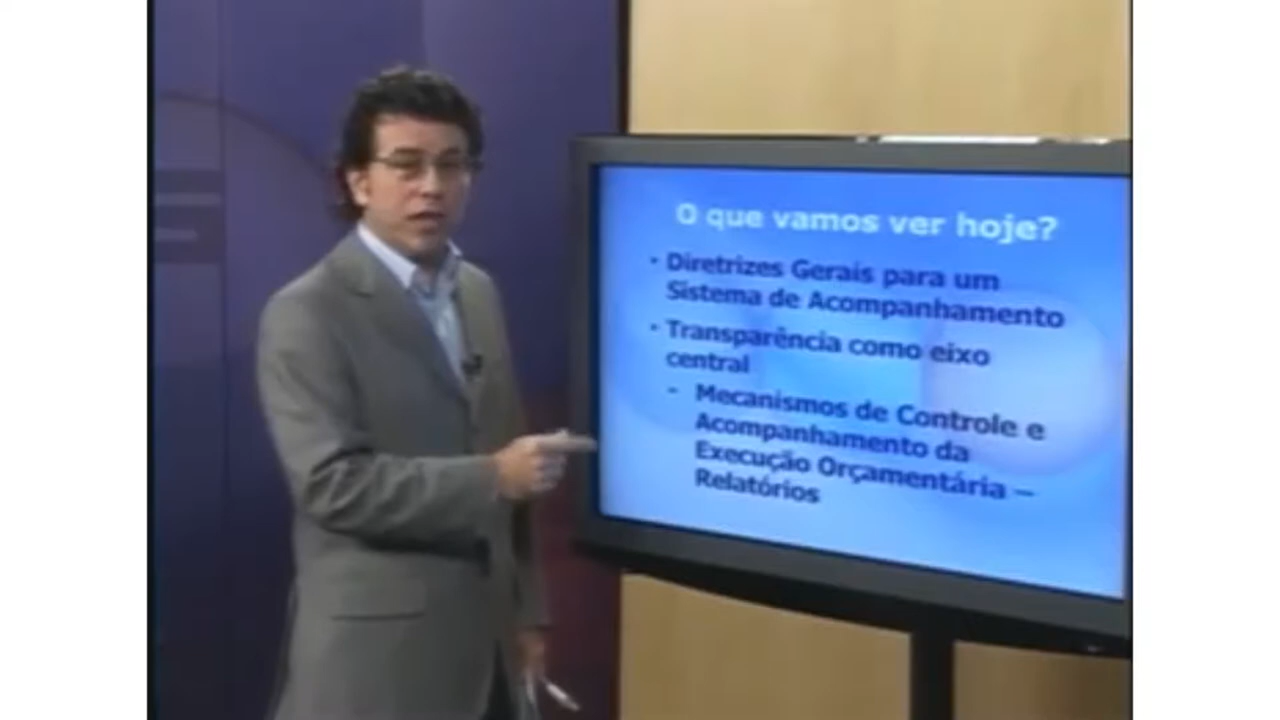 O que vamos ver hoje?
· Diretrizes Gerais para um
Sistema de Acompanhamento
· Transparência como eixo
central
- Mecanismos de Controle e
Acompanhamento da
Execução Orçamentária –
Relatórios